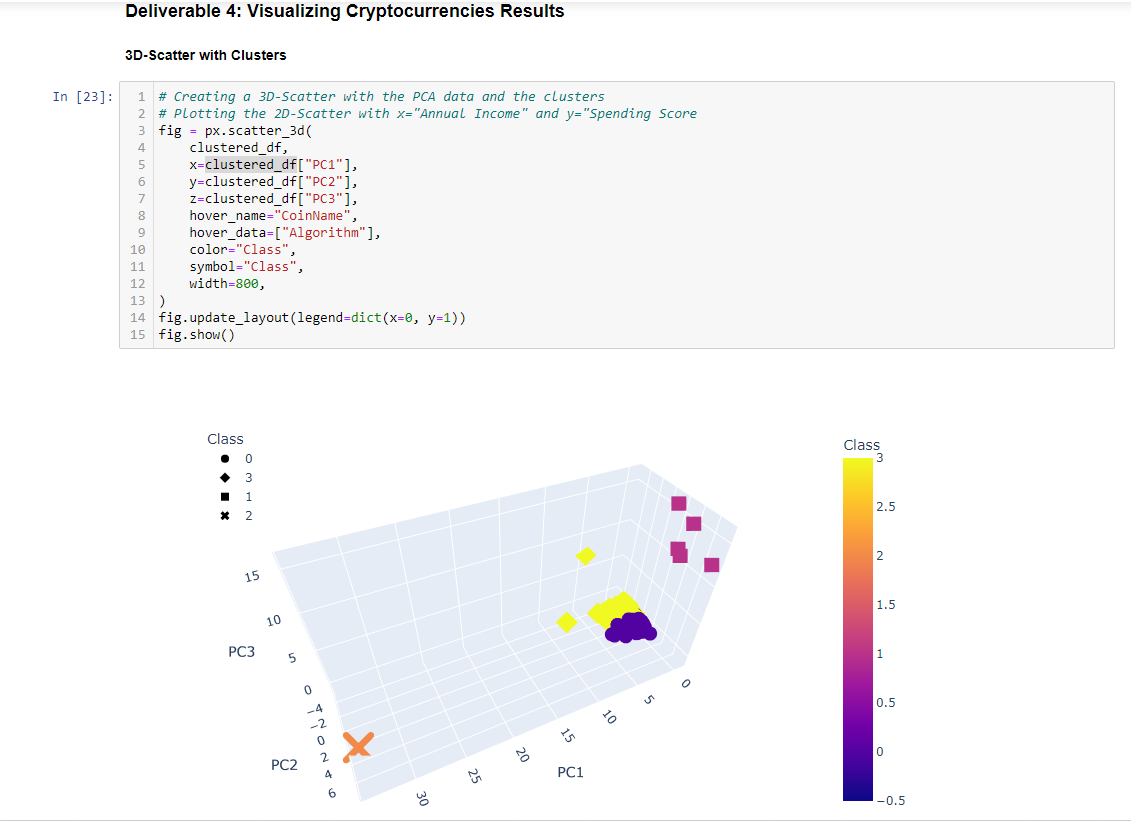 Deliverable 4: Visualizing Cryptocurrencies Results
3D-Scatter with Clusters
In [23]:
1 # Creating a 3D-Scatter with the PCA data and the clusters
2 # Plotting the 2D-Scatter with x="Annual Income" and y="Spending Score
3 fig = px.scatter_3d(
4 clustered_df,
5 x=clustered_df["PC1"],
6 y=clustered_df["PC2"],
7 z=clustered_df["PC3"],
8 hover_name="CoinName",
9 hover_data=["Algorithm"],
10 color="Class",
11 symbol="Class",
12 width=800,
13 )
14 fig.update_layout(legend=dict(x=0, y=1))
15 fig.show()
Class
0
3
1
2
15
10
5
0
PC3
−4
−2
0
2
4
6
PC2
30
25
20
15
10
5
0
PC1
Class
3
2.5
2
1.5
1
0.5
0
−0.5